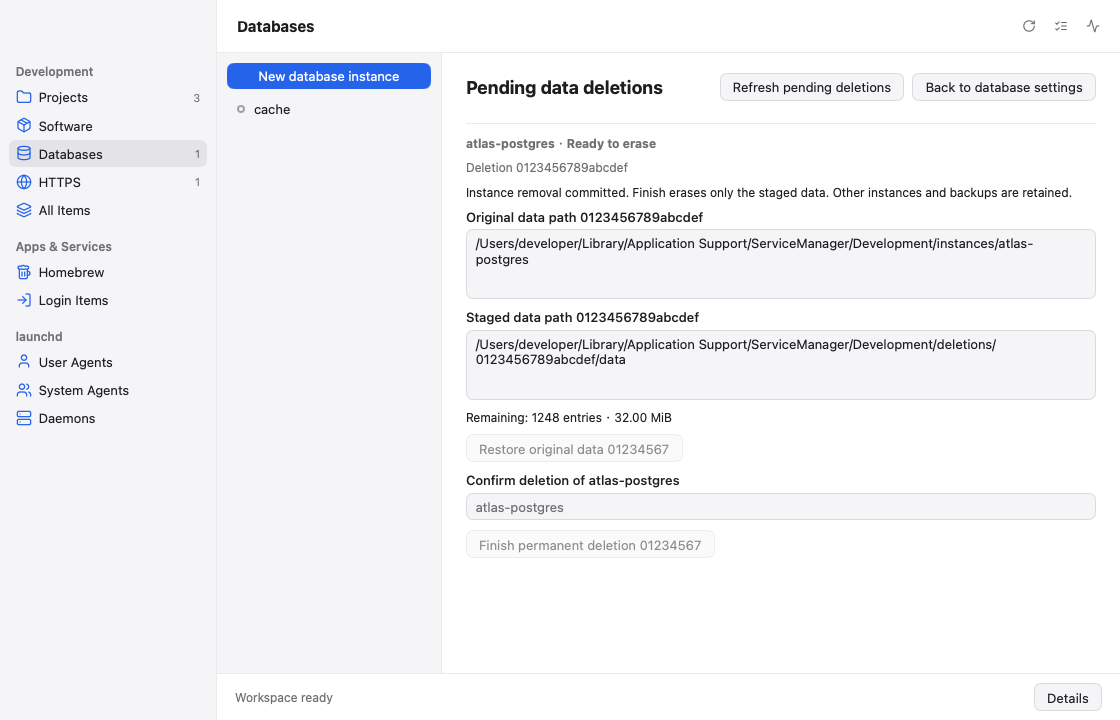 Databases
Development
Projects 3
Software
Databases 1
HTTPS 1
All Items
Apps & Services
Homebrew
Login Items
launchd
User Agents
System Agents
Daemons
New database instance
cache
Pending data deletions
Refresh pending deletions
Back to database settings
atlas-postgres · Ready to erase
Deletion 0123456789abcdef
Instance removal committed. Finish erases only the staged data. Other instances and backups are retained.
Original data path 0123456789abcdef
/Users/developer/Library/Application Support/ServiceManager/Development/instances/atlas-
postgres
Staged data path 0123456789abcdef
/Users/developer/Library/Application Support/ServiceManager/Development/deletions/
0123456789abcdef/data
Remaining: 1248 entries · 32.00 MiB
Restore original data 01234567
Confirm deletion of atlas-postgres
atlas-postgres
Finish permanent deletion 01234567
Workspace ready
Details